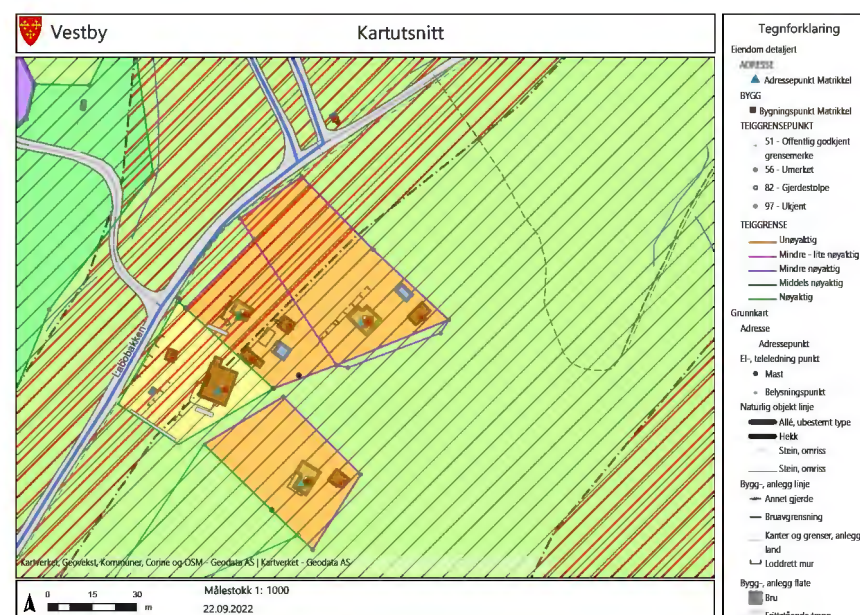 Vestby
Kartutsnitt
Kartverket, Geovekst, Kommuner, Corine og OSM - Geodata AS | Kartverket - Geodata AS
0 15 30 m
Målestokk 1: 1000
22.09.2022
Tegnforklaring
Eiendom detaljert
ADRESSE
Adressepunkt Matrikkel
BYGG
Bygningspunkt Matrikkel
TEIGGRENSEPUNKT
51 - Offentlig godkjent
grensemerke
56 - Umerket
82 - Gjerdestolpe
97 - Ukjent
TEIGGRENSE
Unøyaktig
Mindre - lite nøyaktig
Mindre nøyaktig
Middels nøyaktig
Nøyaktig
Grunnkart
Adresse
Adressepunkt
El-, teleledning punkt
Mast
Belysningspunkt
Naturlig objekt linje
Allé, ubestemt type
Hekk
Stein, omriss
Stein, omriss
Bygg-, anlegg linje
Annet gjerde
Bruavgrensning
Kanter og grenser, anlegg
land
Loddrett mur
Bygg-, anlegg flate
Bru